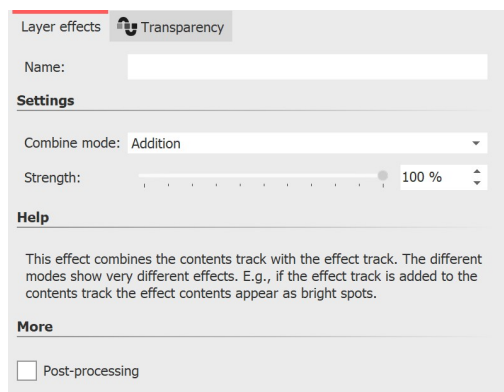 Layer effects Transparency
Name:
Settings
Combine mode: Addition
Strength: 100 %
Help
This effect combines the contents track with the effect track. The different
modes show very different effects. E.g., if the effect track is added to the
contents track the effect contents appear as bright spots.
More
Post-processing